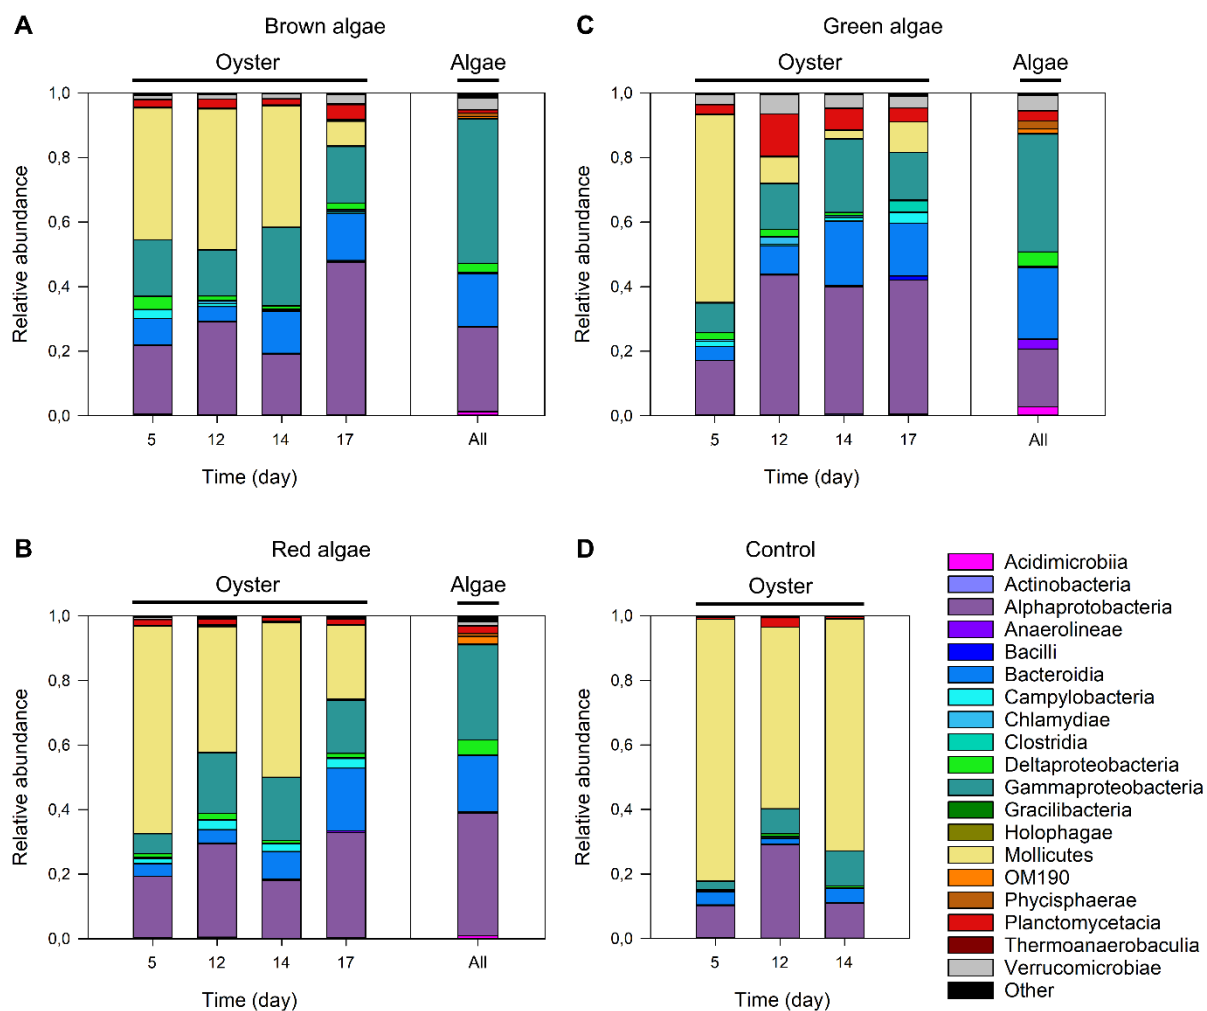 A
Brown algae
Oyster
Algae
1,0
0,8
0,6
0,4
0,2
0,0
Relative abundance
5
12
14
17
All
Time (day)
C
Green algae
Oyster
Algae
1,0
0,8
0,6
0,4
0,2
0,0
Relative abundance
5
12
14
17
All
Time (day)
B
Red algae
Oyster
Algae
1,0
0,8
0,6
0,4
0,2
0,0
Relative abundance
5
12
14
17
All
Time (day)
D
Control
Oyster
1,0
0,8
0,6
0,4
0,2
0,0
Relative abundance
5
12
14
Time (day)
Acidimicrobiia
Actinobacteria
Alphaprotobacteria
Anaerolineae
Bacilli
Bacteroidia
Campylobacteria
Chlamydiae
Clostridia
Deltaproteobacteria
Gammaproteobacteria
Gracilibacteria
Holophagae
Mollicutes
OM190
Phycisphaerae
Planctomycetacia
Thermoanaerobaculia
Verrucomicrobiae
Other